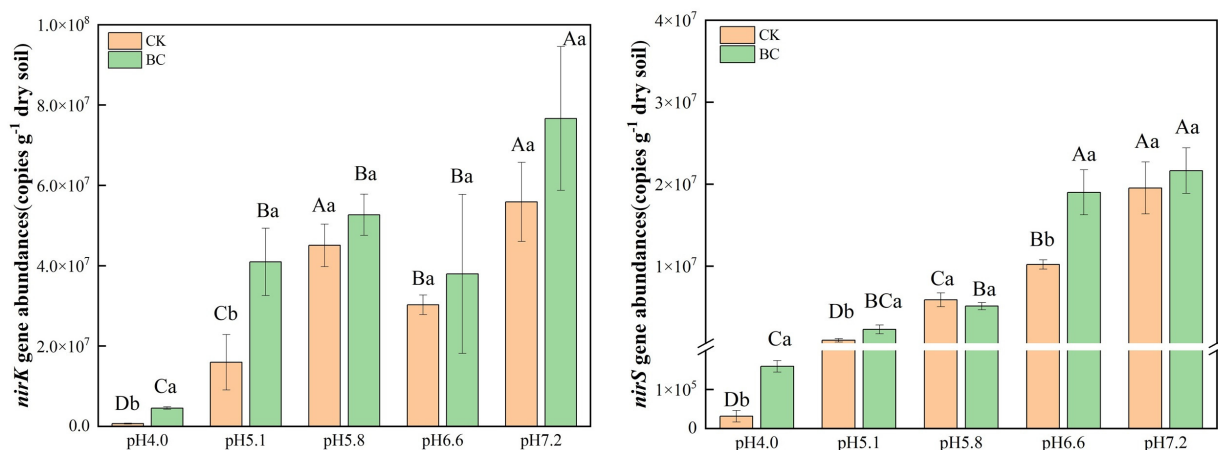 nirK gene abundances(copies g⁻¹ dry soil)
1.0×10⁸
8.0×10⁷
6.0×10⁷
4.0×10⁷
2.0×10⁷
0.0
CK
BC
Db
Ca
Cb
Ba
Aa
Ba
Ba
Ba
Aa
Aa
pH4.0
pH5.1
pH5.8
pH6.6
pH7.2
nirS gene abundances(copies g⁻¹ dry soil)
4×10⁷
3×10⁷
2×10⁷
1×10⁷
1×10⁵
0
CK
BC
Db
Ca
Db
BCa
Ca
Ba
Bb
Aa
Aa
Aa
pH4.0
pH5.1
pH5.8
pH6.6
pH7.2